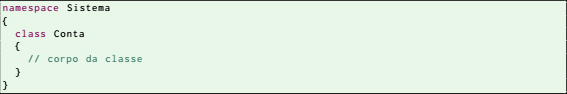 namespace Sistema
{
  class Conta
  {
    // corpo da classe
  }
}